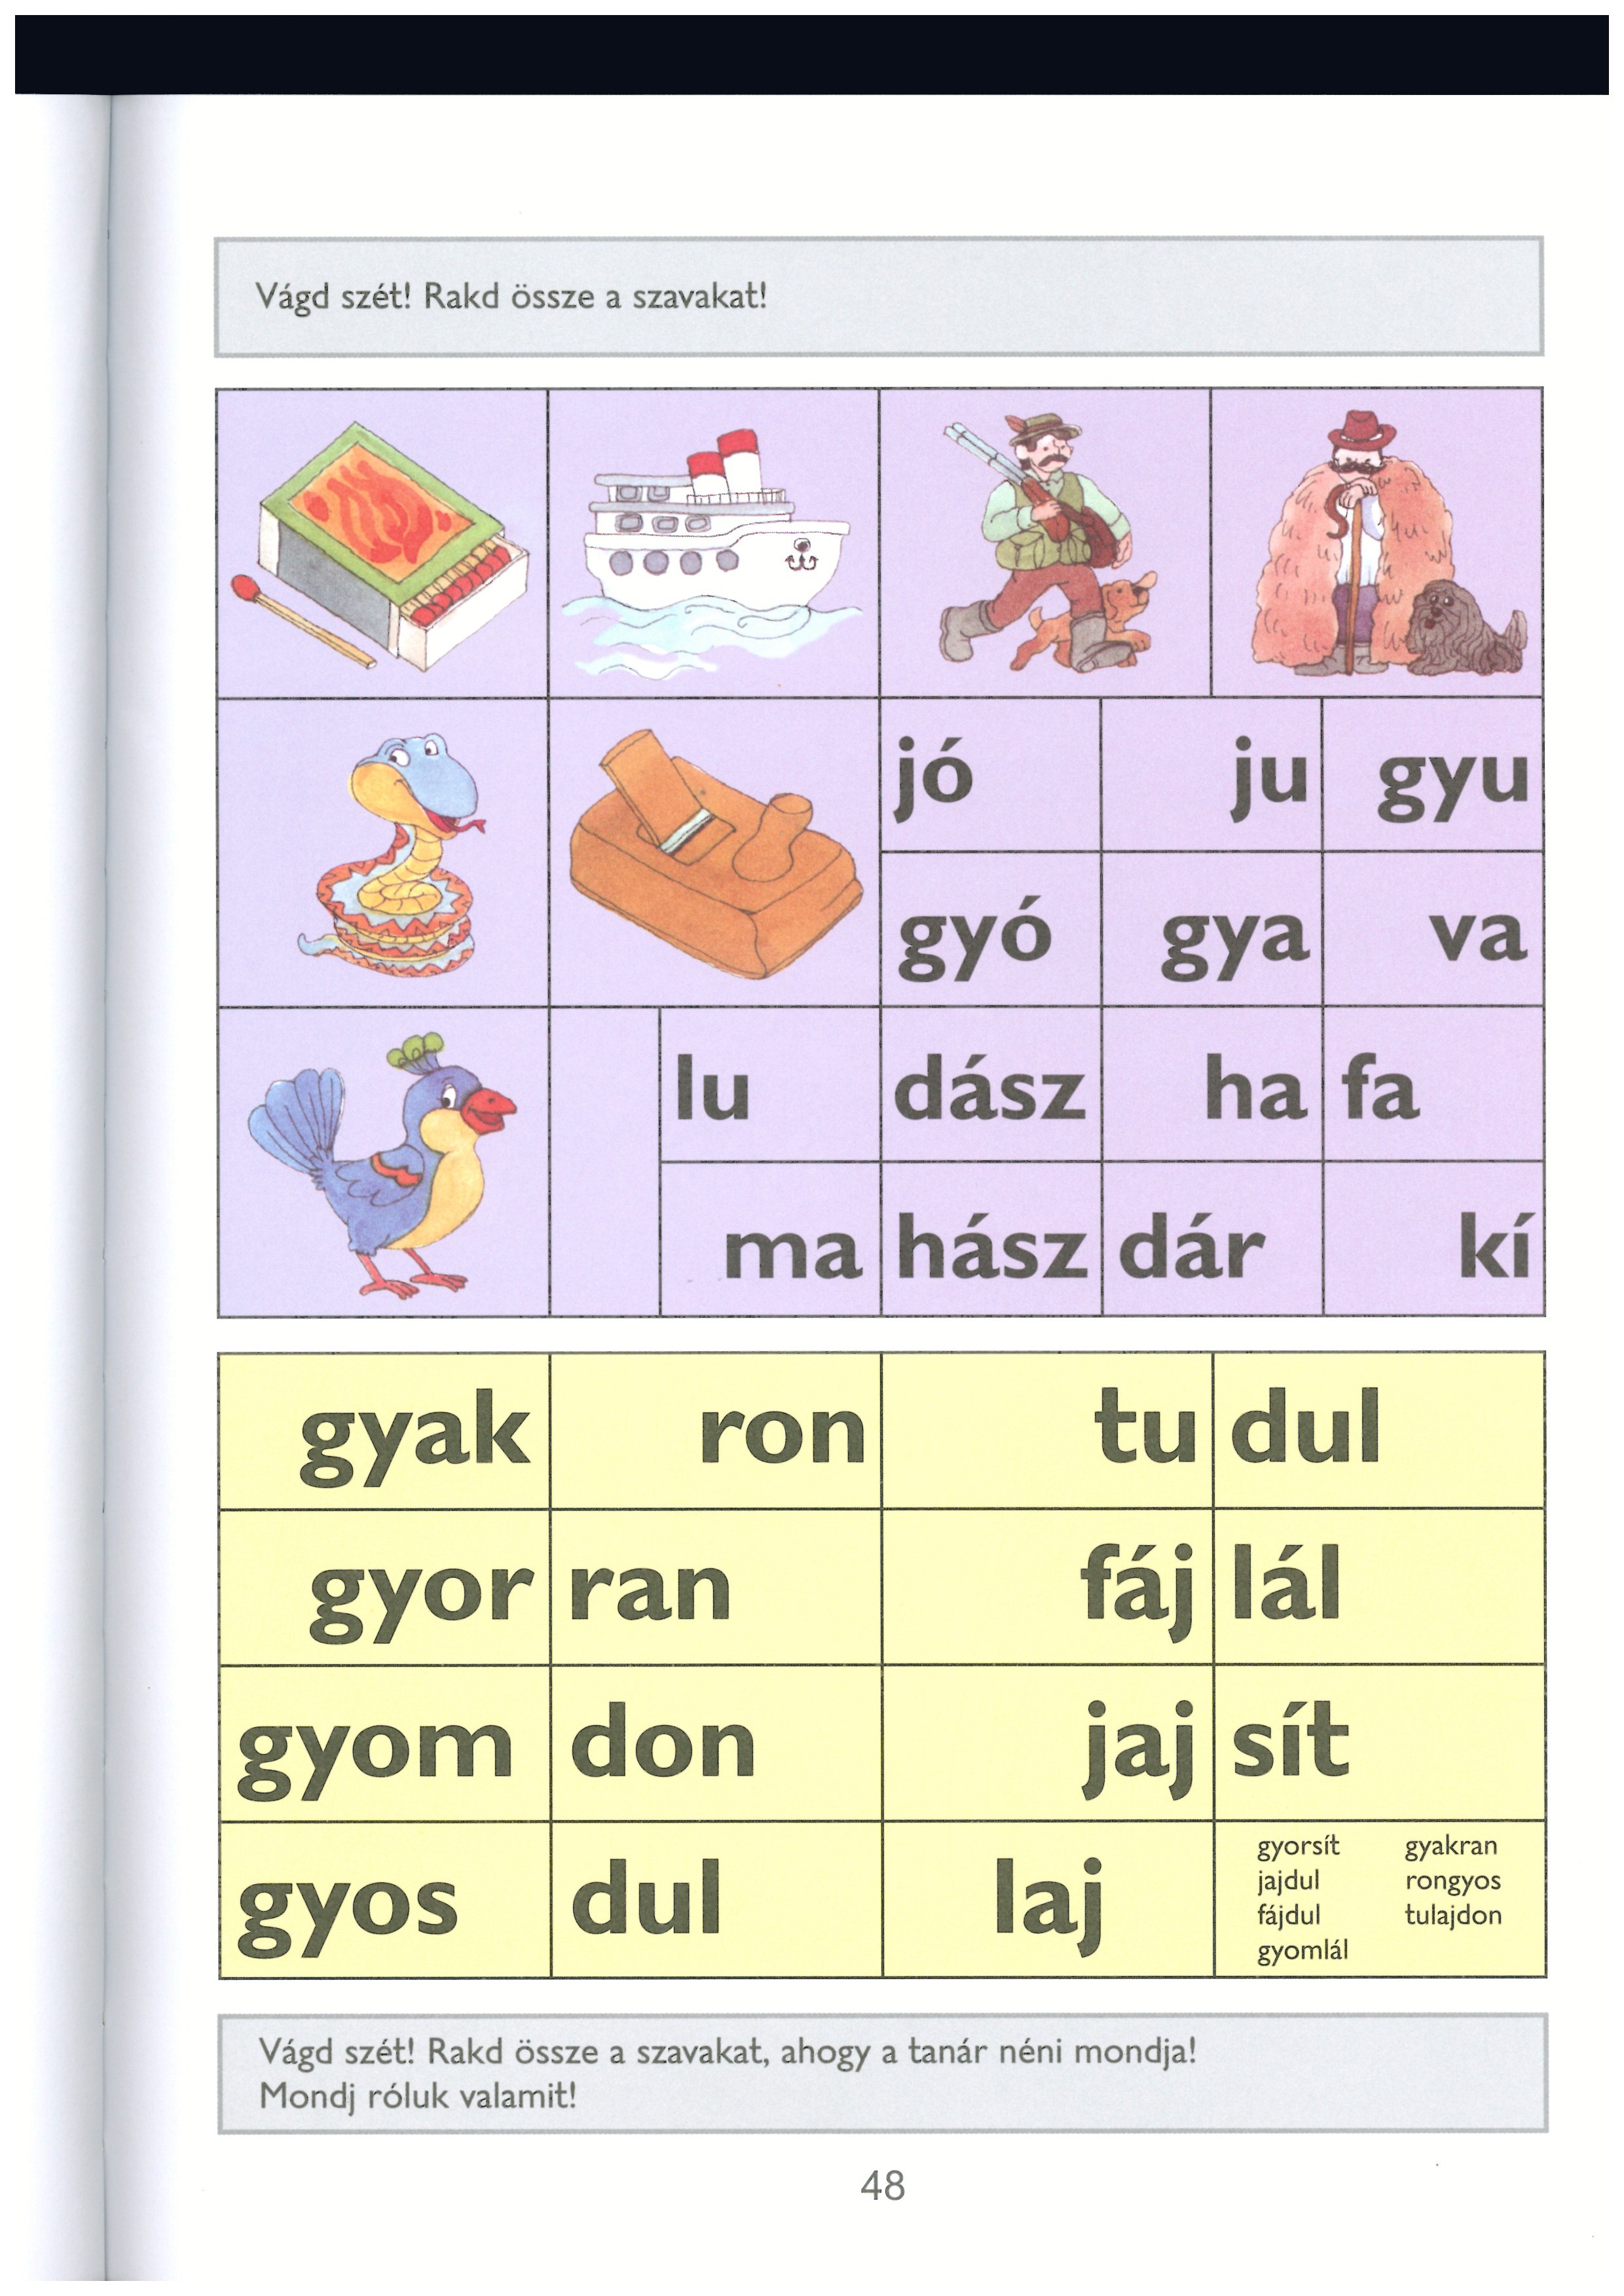 Vágd szét! Rakd össze a szavakat!
jó ju gyu
gyó gya va
lu dász ha fa
ma hász dár kí
gyak ron tu dul
gyor ran fáj lál
gyom don jaj sít
gyos dul laj
gyorsít gyakran
jajdul rongyos
fájdul tulajdon
gyomlál
Vágd szét! Rakd össze a szavakat, ahogy a tanár néni mondja!
Mondj róluk valamit!
48